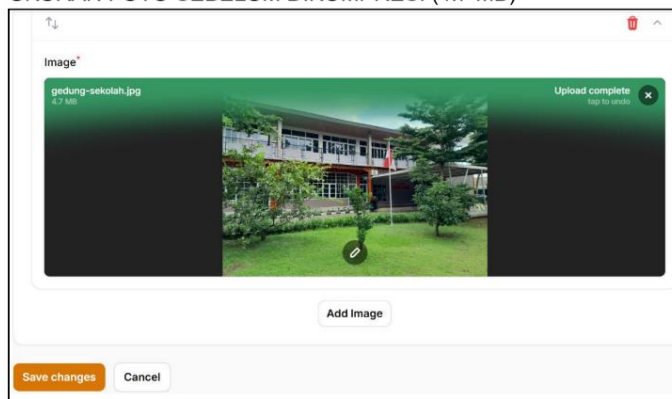 Image*
gedung-sekolah.jpg
4.7 MB
Upload complete
tap to undo
Add Image
Save changes
Cancel